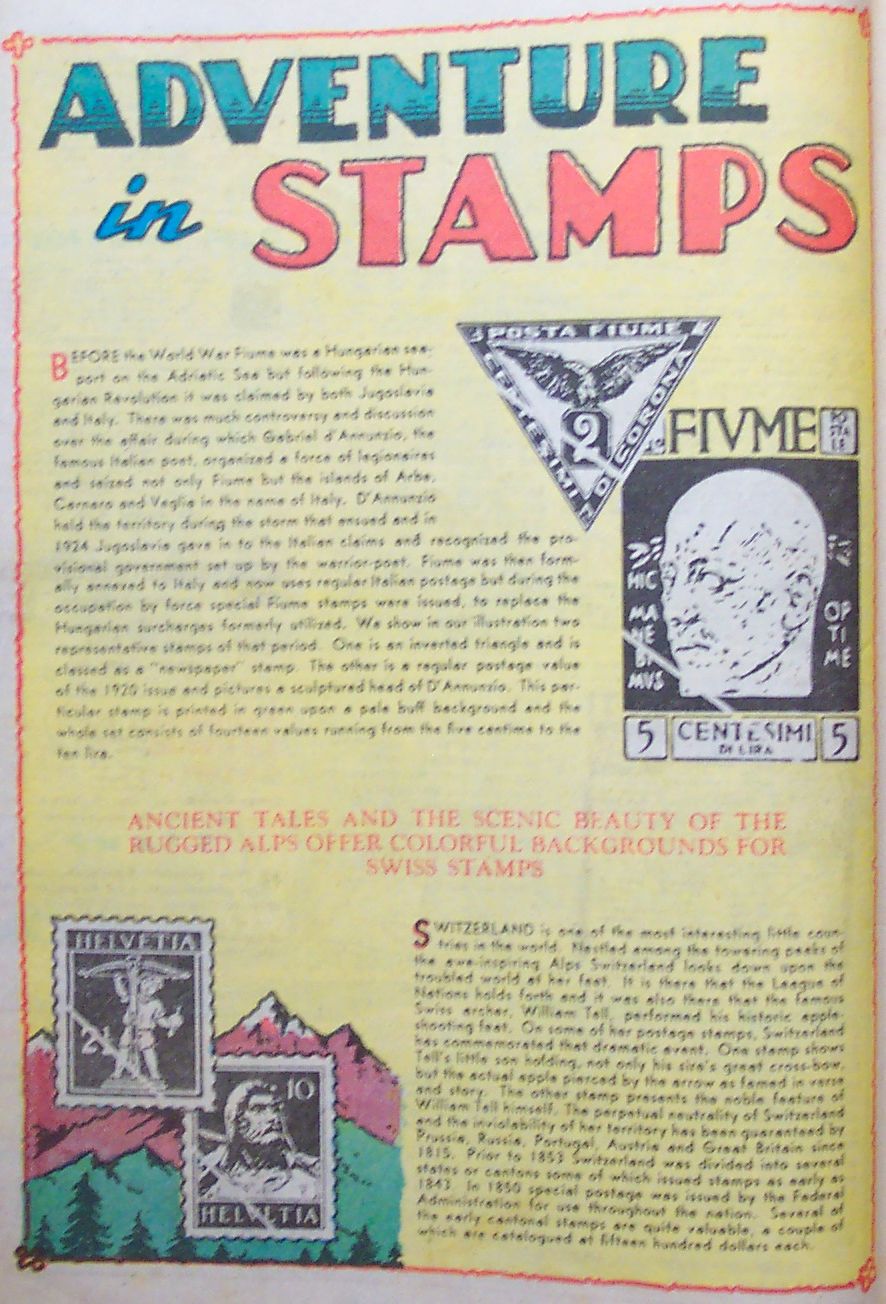 ADVENTURE
in STAMPS
BEFORE the World War Fiume was a Hungarian sea-
port on the Adriatic Sea but following the Hun-
garian Revolution it was claimed by both Jugoslavia
and Italy. There was much controversy and discussion
over the affair during which Gabriel d'Annunzio, the
famous Italian poet, organized a force of legionaires
and seized not only Fiume but the islands of Arbe,
Carnaro and Veglia in the name of Italy. D'Annunzio
held the territory during the storm that ensued and in
1924 Jugoslavia gave in to the Italian claims and recognized the pro-
visional government set up by the warrior-poet. Fiume was then form-
ally annexed to Italy and now uses regular Italian postage but during the
occupation by force special Fiume stamps were issued, to replace the
Hungarian surcharges formerly utilized. We show in our illustration two
representative stamps of that period. One is an inverted triangle and is
classed as a "newspaper" stamp. The other is a regular postage value
of the 1920 issue and pictures a sculptured head of D'Annunzio. This par-
ticular stamp is printed in green upon a pale buff background and the
whole set consists of fourteen values running from the five centime to the
ten lira.
POSTA FIUME
CENTESIMI
2
CORONA
FIVME
PO
STA
LE
HIC
MA
NE
BI
MVS
OP
TI
ME
5 CENTESIMI 5
DI LIRA
ANCIENT TALES AND THE SCENIC BEAUTY OF THE
RUGGED ALPS OFFER COLORFUL BACKGROUNDS FOR
SWISS STAMPS
HELVETIA
2½
10
HELVETIA
SWITZERLAND is one of the most interesting little coun-
tries in the world. Nestled among the towering peaks of
the awe-inspiring Alps Switzerland looks down upon the
troubled world at her feet. It is there that the League of
Nations holds forth and it was also there that the famous
Swiss archer, William Tell, performed his historic apple-
shooting feat. On some of her postage stamps, Switzerland
has commemorated that dramatic event. One stamp shows
Tell's little son holding, not only his sire's great cross-bow,
but the actual apple pierced by the arrow as famed in verse
and story. The other stamp presents the noble feature of
William Tell himself. The perpetual neutrality of Switzerland
and the inviolability of her territory has been guaranteed by
Prussia, Russia, Portugal, Austria and Great Britain since
1815. Prior to 1853 Switzerland was divided into several
states or cantons some of which issued stamps as early as
1843. In 1850 special postage was issued by the Federal
Administration for use throughout the nation. Several of
the early cantonal stamps are quite valuable, a couple of
which are catalogued at fifteen hundred dollars each.